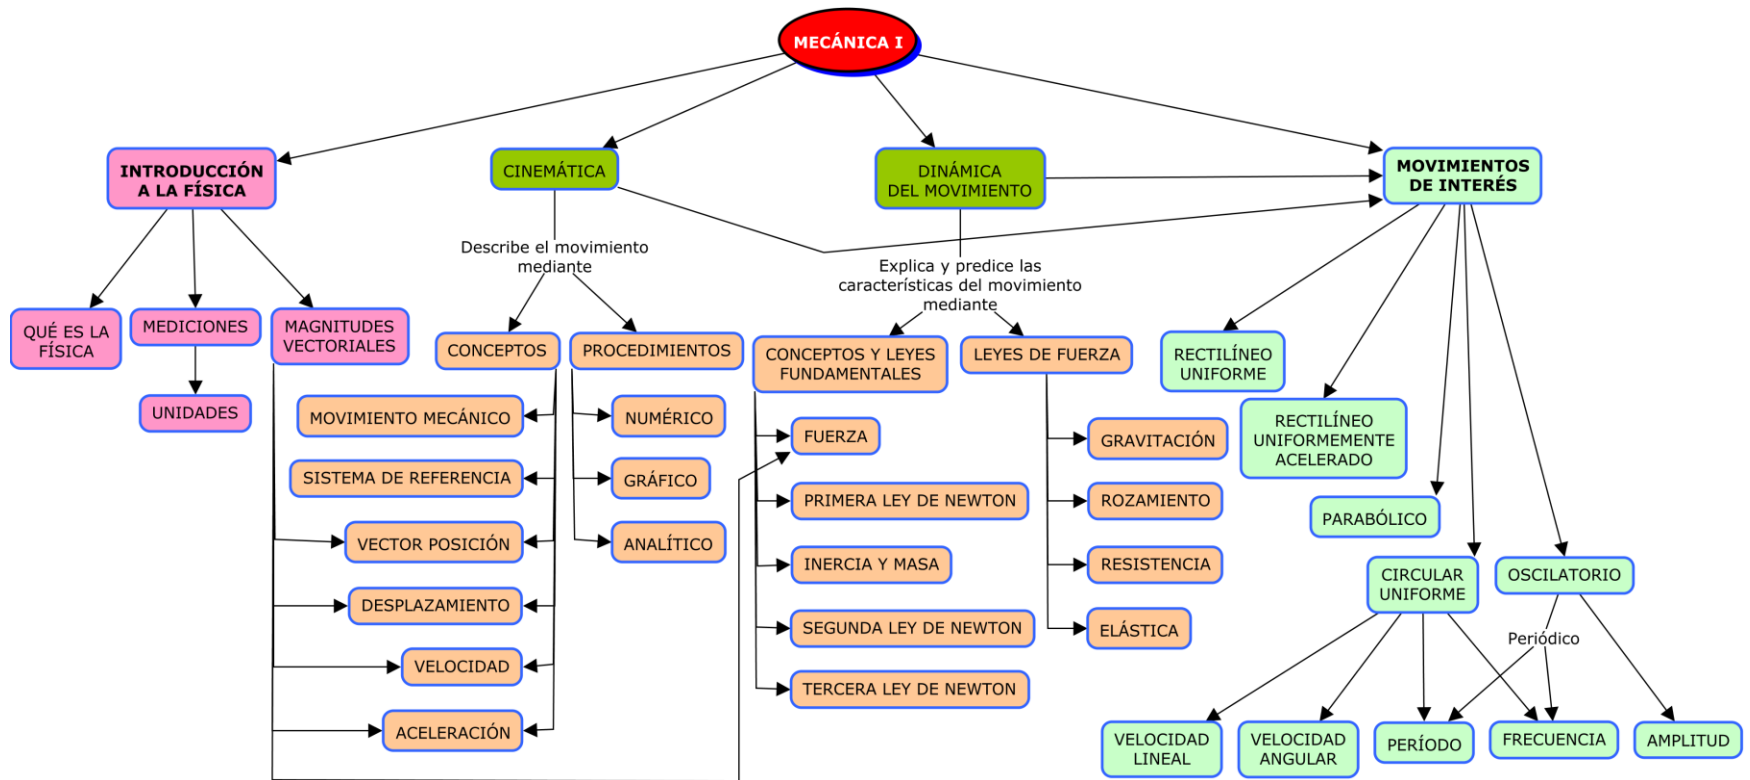 MECÁNICA I
INTRODUCCIÓN
A LA FÍSICA
CINEMÁTICA
DINÁMICA
DEL MOVIMIENTO
MOVIMIENTOS
DE INTERÉS
Describe el movimiento
mediante
Explica y predice las
características del movimiento
mediante
QUÉ ES LA
FÍSICA
MEDICIONES
MAGNITUDES
VECTORIALES
UNIDADES
CONCEPTOS
PROCEDIMIENTOS
MOVIMIENTO MECÁNICO
SISTEMA DE REFERENCIA
VECTOR POSICIÓN
DESPLAZAMIENTO
VELOCIDAD
ACELERACIÓN
NUMÉRICO
GRÁFICO
ANALÍTICO
CONCEPTOS Y LEYES
FUNDAMENTALES
LEYES DE FUERZA
FUERZA
PRIMERA LEY DE NEWTON
INERCIA Y MASA
SEGUNDA LEY DE NEWTON
TERCERA LEY DE NEWTON
GRAVITACIÓN
ROZAMIENTO
RESISTENCIA
ELÁSTICA
RECTILÍNEO
UNIFORME
RECTILÍNEO
UNIFORMEMENTE
ACELERADO
PARABÓLICO
CIRCULAR
UNIFORME
OSCILATORIO
Periódico
VELOCIDAD
LINEAL
VELOCIDAD
ANGULAR
PERÍODO
FRECUENCIA
AMPLITUD